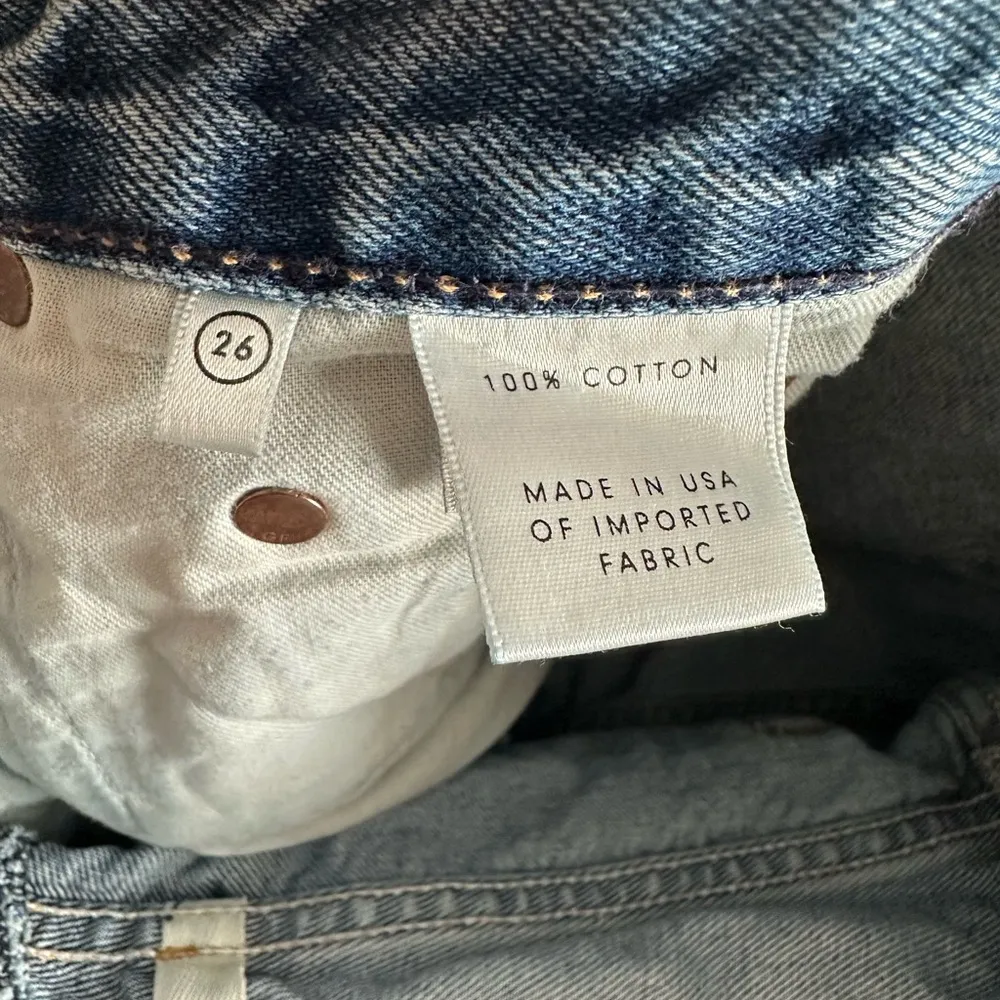 26
100% COTTON
MADE IN USA
OF IMPORTED
FABRIC